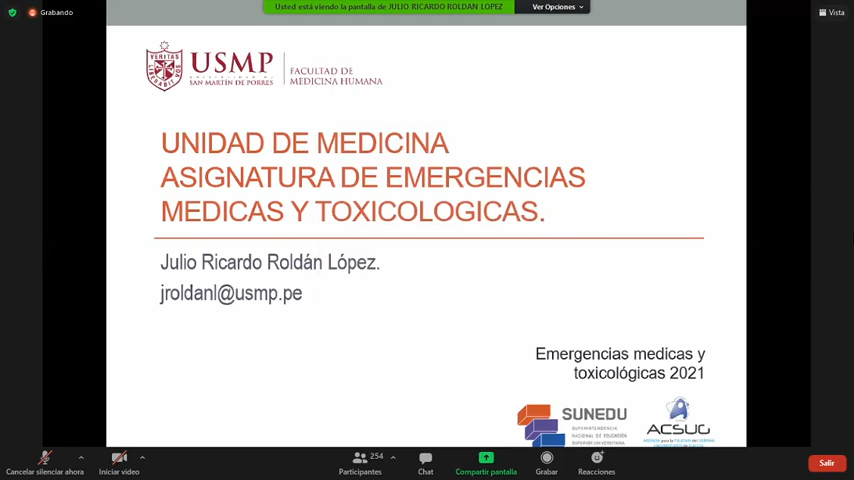 Grabando
Usted está viendo la pantalla de JULIO RICARDO ROLDAN LOPEZ
Ver Opciones
Vista
USMP
SAN MARTÍN DE PORRES
FACULTAD DE
MEDICINA HUMANA
UNIDAD DE MEDICINA
ASIGNATURA DE EMERGENCIAS
MEDICAS Y TOXICOLOGICAS.
Julio Ricardo Roldán López.
jroldanl@usmp.pe
Emergencias medicas y
toxicológicas 2021
SUNEDU
SUPERINTENDENCIA
NACIONAL DE EDUCACIÓN
SUPERIOR UNIVERSITARIA
ACSUG
Cancelar silenciar ahora
Iniciar video
254
Participantes
Chat
Compartir pantalla
Grabar
Reacciones
Salir